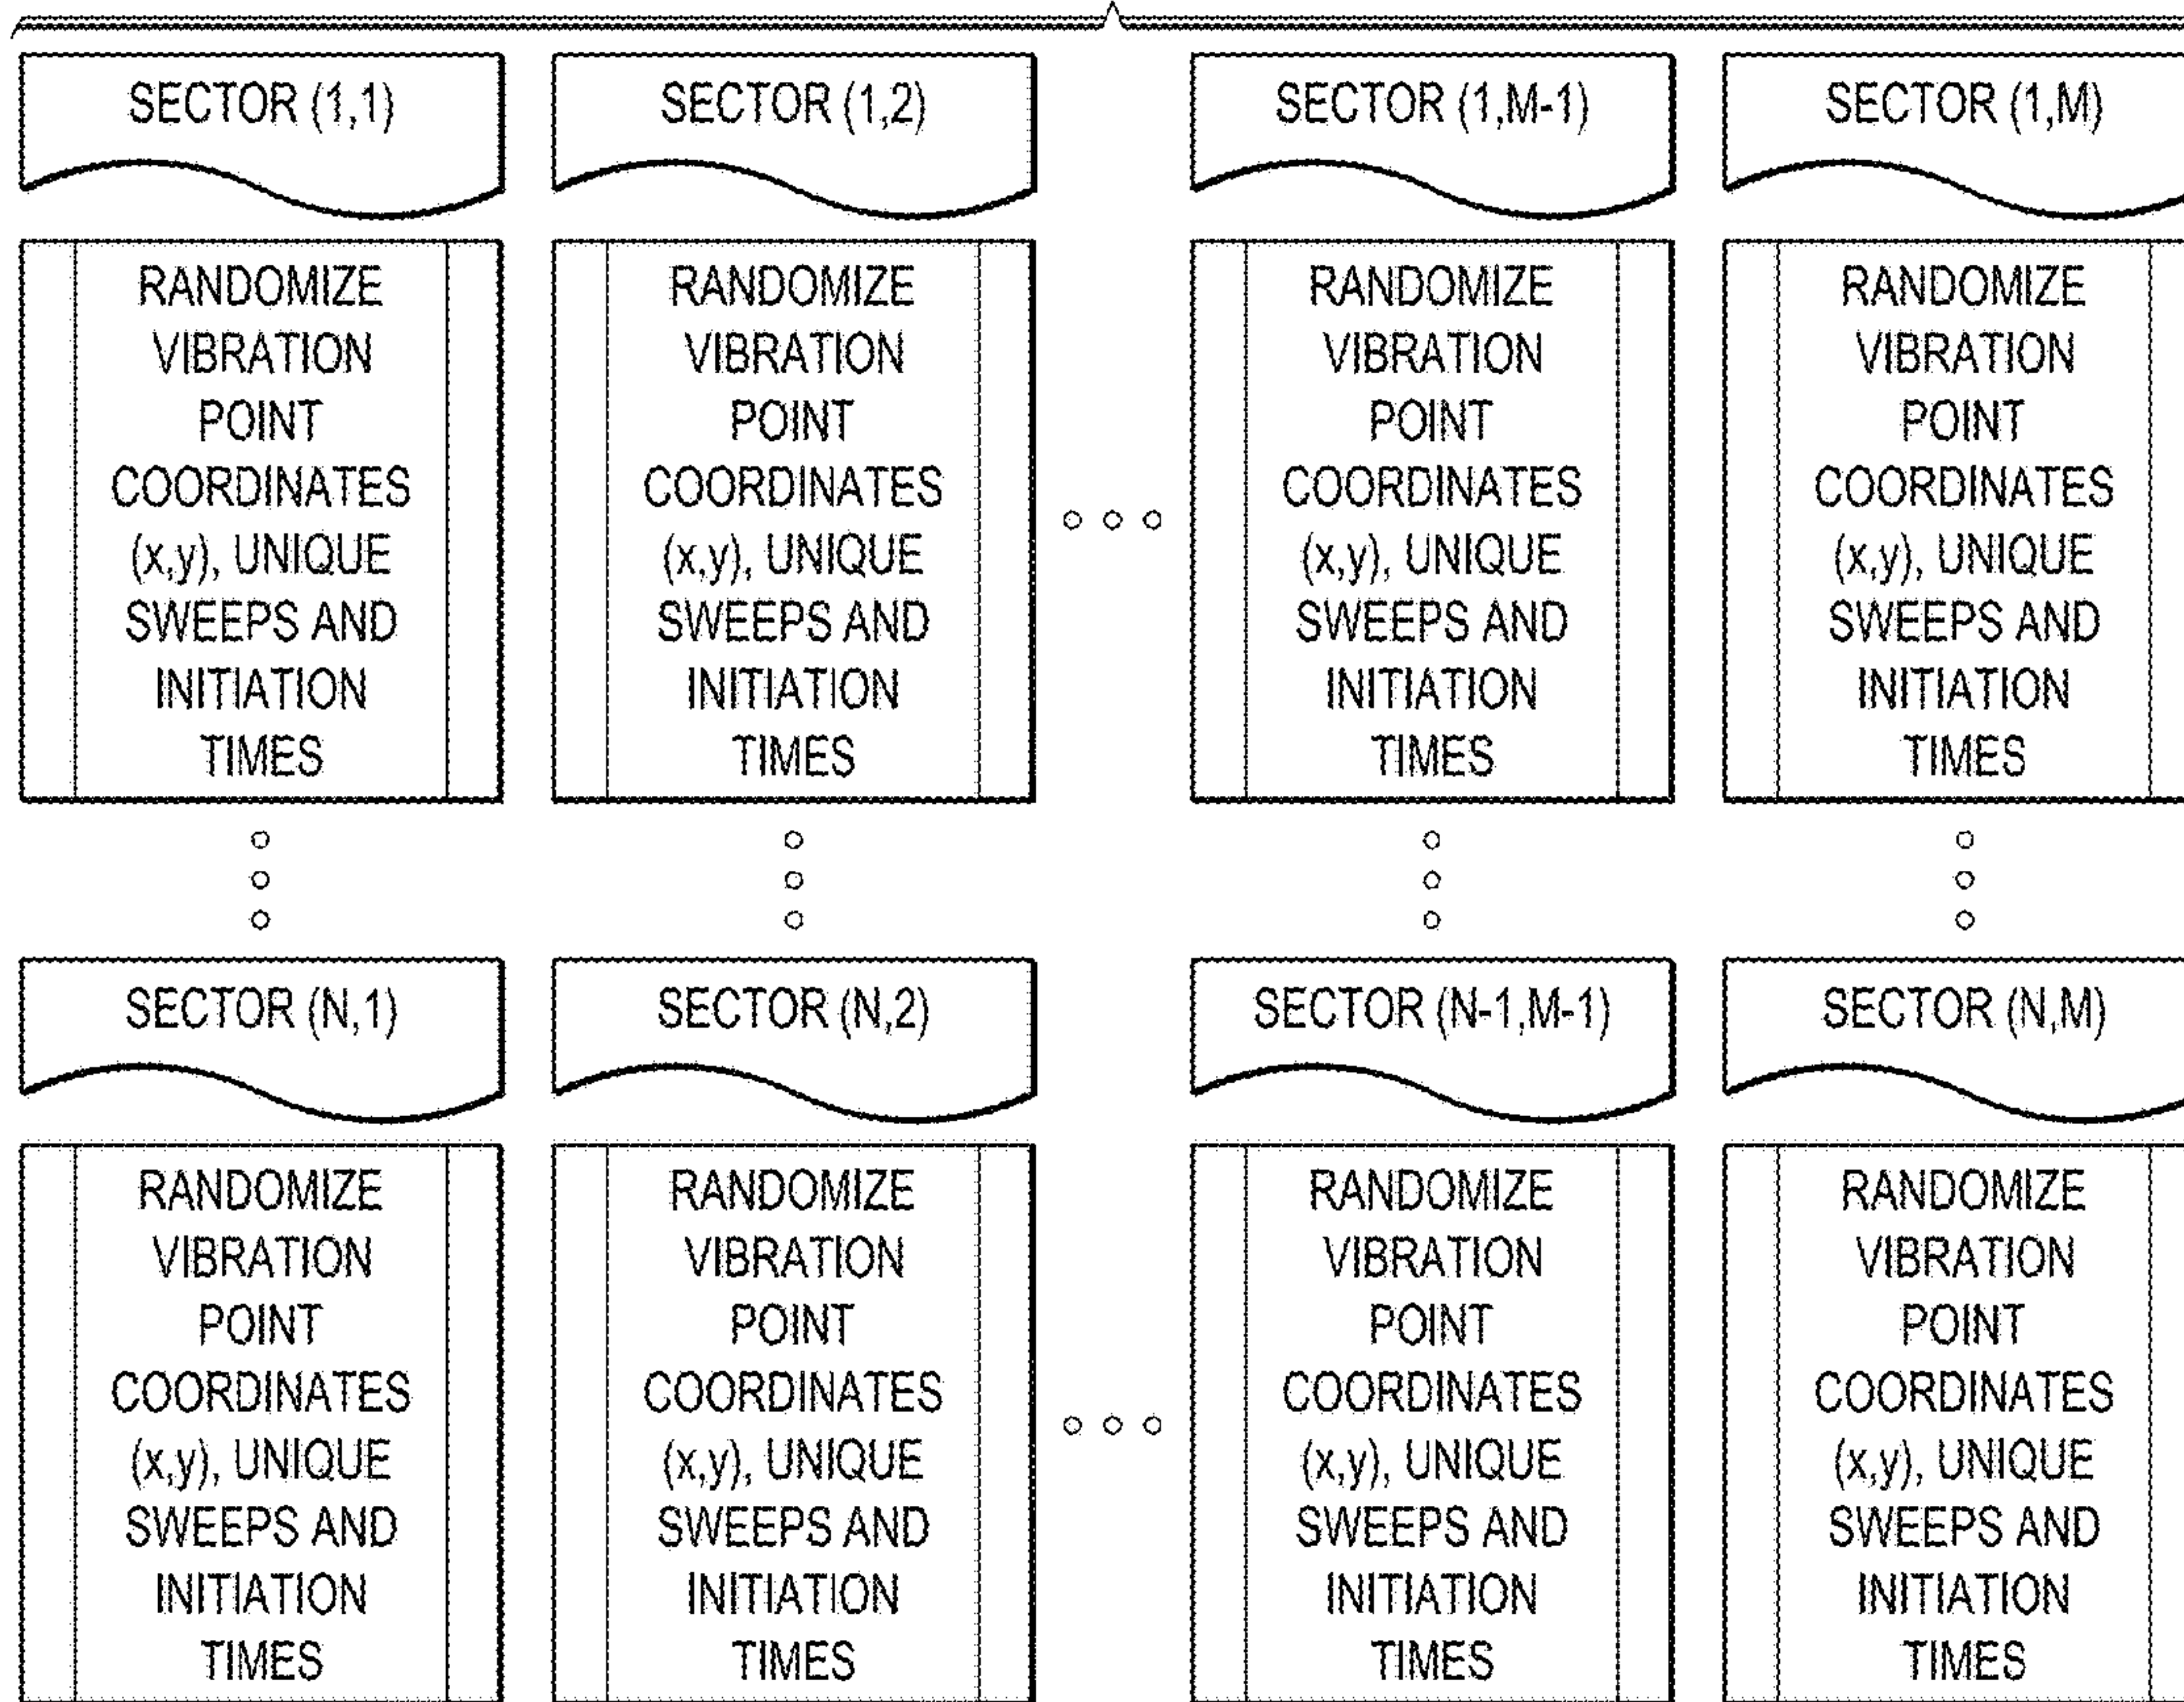 SECTOR (1,1)
SECTOR (1,2)
SECTOR (1,M-1)
SECTOR (1,M)
RANDOMIZE
VIBRATION
POINT
COORDINATES
(x,y), UNIQUE
SWEEPS AND
INITIATION
TIMES
RANDOMIZE
VIBRATION
POINT
COORDINATES
(x,y), UNIQUE
SWEEPS AND
INITIATION
TIMES
RANDOMIZE
VIBRATION
POINT
COORDINATES
(x,y), UNIQUE
SWEEPS AND
INITIATION
TIMES
RANDOMIZE
VIBRATION
POINT
COORDINATES
(x,y), UNIQUE
SWEEPS AND
INITIATION
TIMES
SECTOR (N,1)
SECTOR (N,2)
SECTOR (N-1,M-1)
SECTOR (N,M)
RANDOMIZE
VIBRATION
POINT
COORDINATES
(x,y), UNIQUE
SWEEPS AND
INITIATION
TIMES
RANDOMIZE
VIBRATION
POINT
COORDINATES
(x,y), UNIQUE
SWEEPS AND
INITIATION
TIMES
RANDOMIZE
VIBRATION
POINT
COORDINATES
(x,y), UNIQUE
SWEEPS AND
INITIATION
TIMES
RANDOMIZE
VIBRATION
POINT
COORDINATES
(x,y), UNIQUE
SWEEPS AND
INITIATION
TIMES